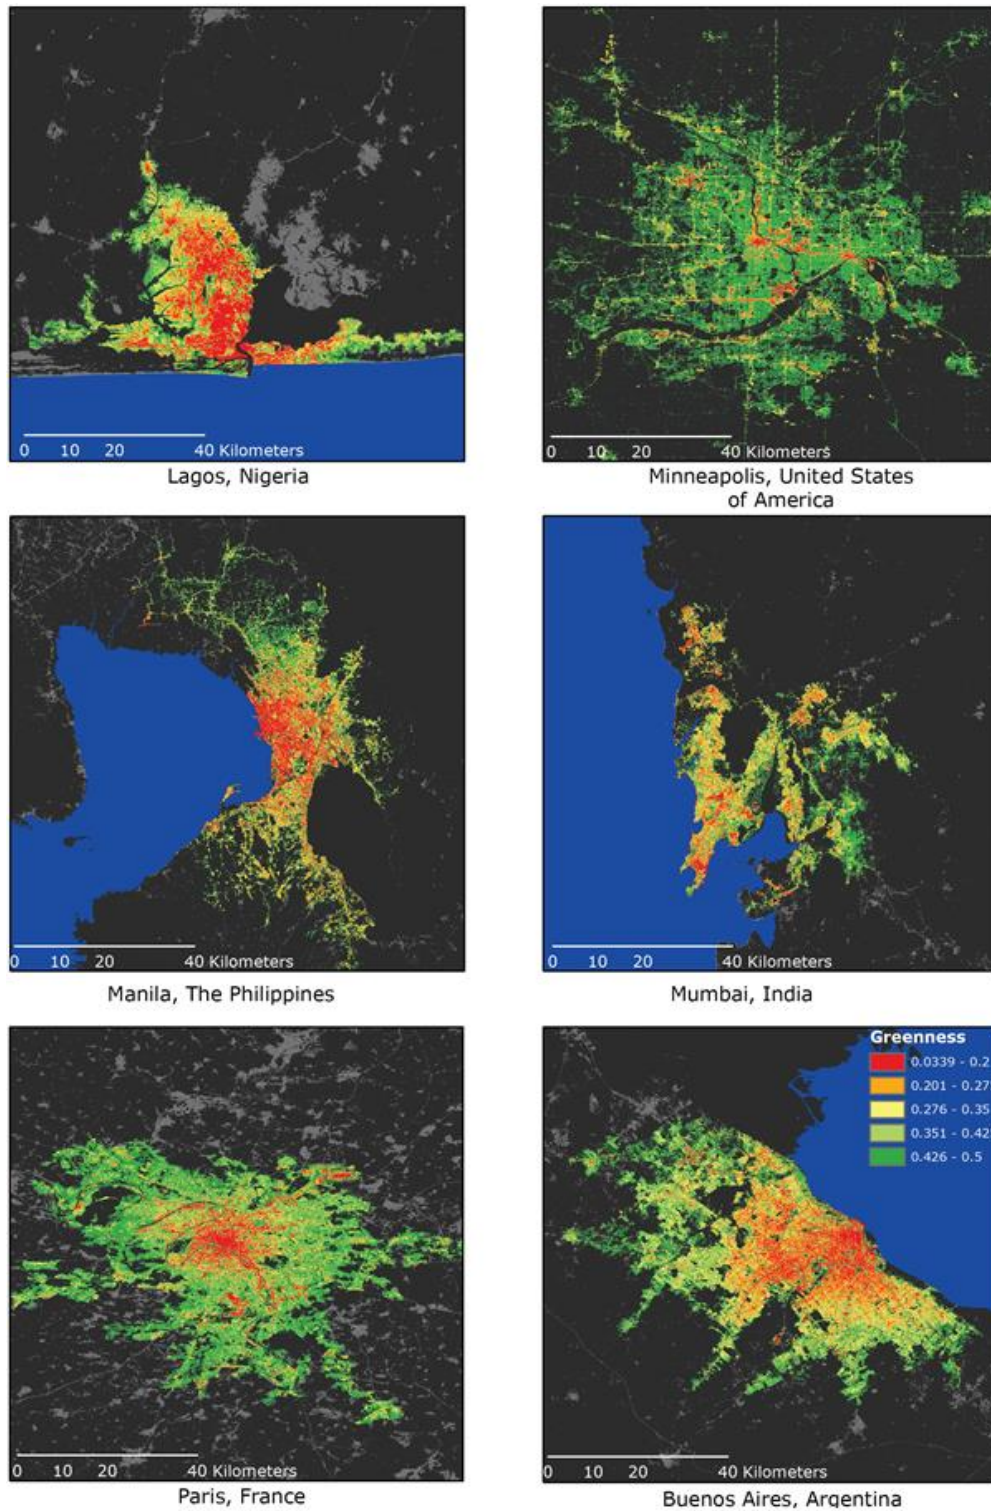 0 10 20 40 Kilometers
Lagos, Nigeria
0 10 20 40 Kilometers
Minneapolis, United States
of America
0 10 20 40 Kilometers
Manila, The Philippines
0 10 20 40 Kilometers
Mumbai, India
0 10 20 40 Kilometers
Paris, France
Greenness
0.0339 - 0.2
0.201 - 0.27
0.276 - 0.35
0.351 - 0.42
0.426 - 0.5
0 10 20 40 Kilometers
Buenos Aires, Argentina